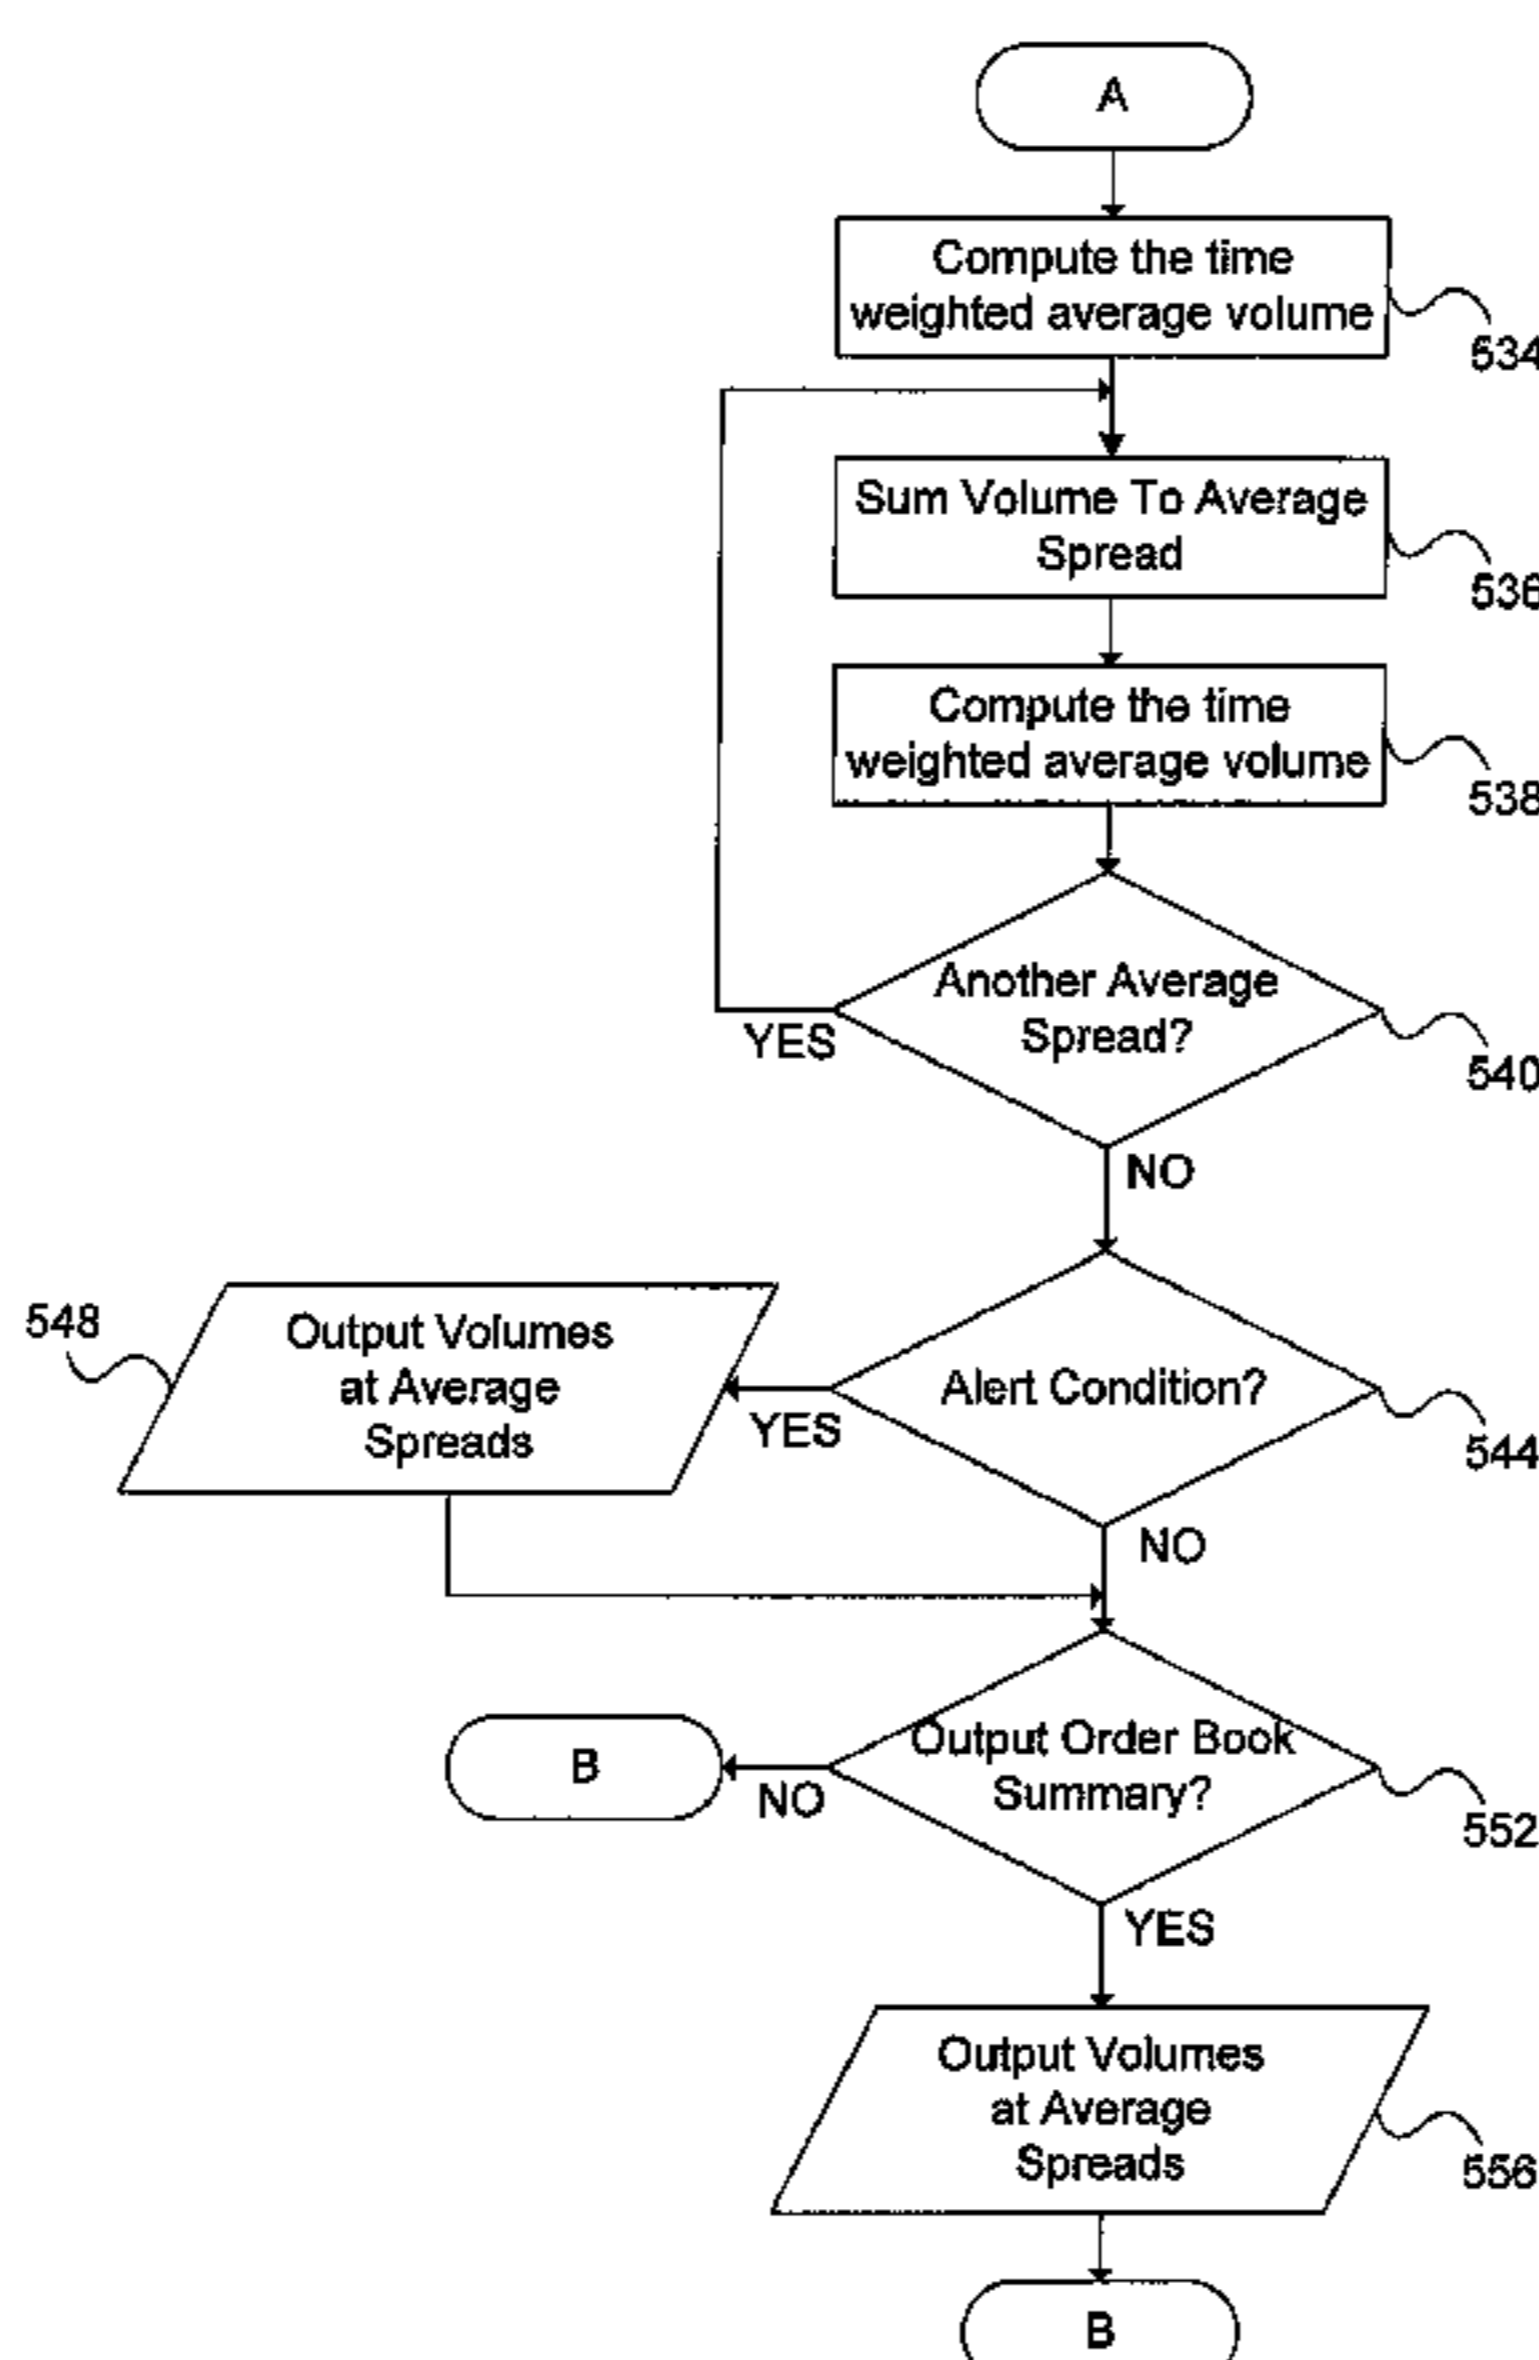 A
Compute the time
weighted average volume
534
Sum Volume To Average
Spread
536
Compute the time
weighted average volume
538
Another Average
Spread?
YES
540
NO
548
Output Volumes
at Average
Spreads
Alert Condition?
YES
544
NO
Output Order Book
Summary?
B
NO
552
YES
Output Volumes
at Average
Spreads
556
B